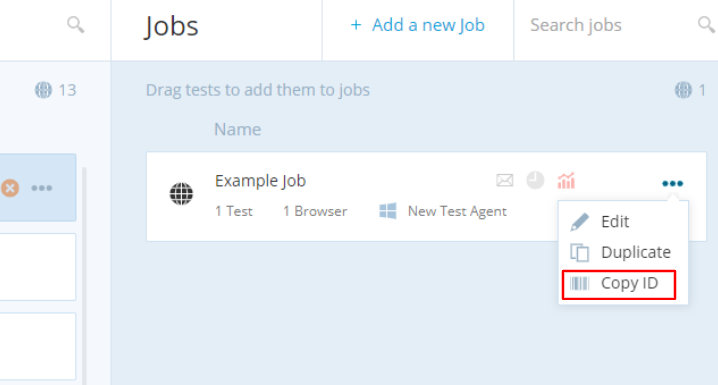 Jobs
+ Add a new Job
Search jobs
13
Drag tests to add them to jobs
1
Name
Example Job
1 Test
1 Browser
New Test Agent
Edit
Duplicate
Copy ID